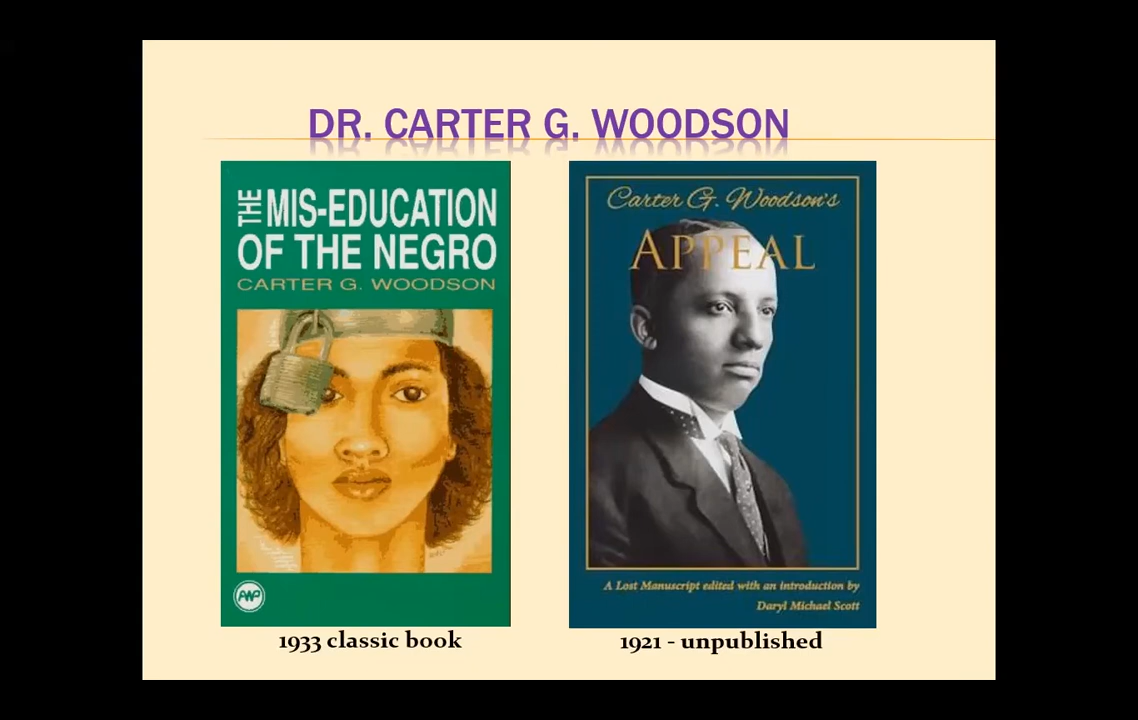 DR. CARTER G. WOODSON
THE MIS-EDUCATION
OF THE NEGRO
CARTER G. WOODSON
AWP
1933 classic book
Carter G. Woodson's
APPEAL
A Lost Manuscript edited with an introduction by
Daryl Michael Scott
1921 - unpublished